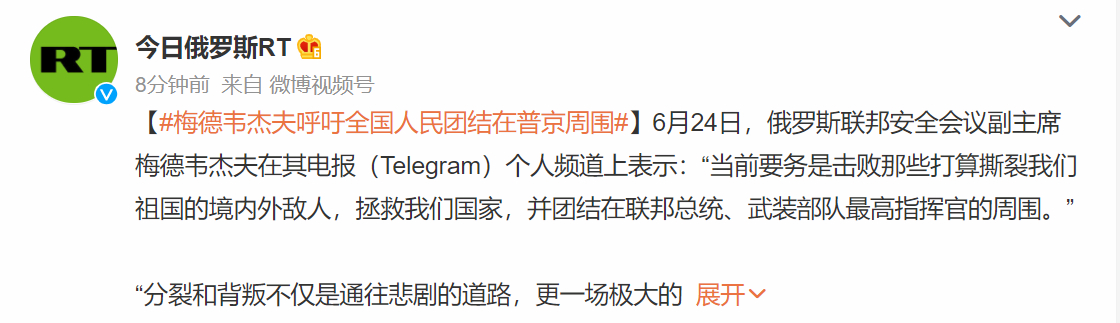 RT
今日俄罗斯RT
8分钟前 来自 微博视频号
【#梅德韦杰夫呼吁全国人民团结在普京周围#】6月24日，俄罗斯联邦安全会议副主席
梅德韦杰夫在其电报（Telegram）个人频道上表示：“当前要务是击败那些打算撕裂我们
祖国的境内外敌人，拯救我们国家，并团结在联邦总统、武装部队最高指挥官的周围。”
“分裂和背叛不仅是通往悲剧的道路，更一场极大的 展开